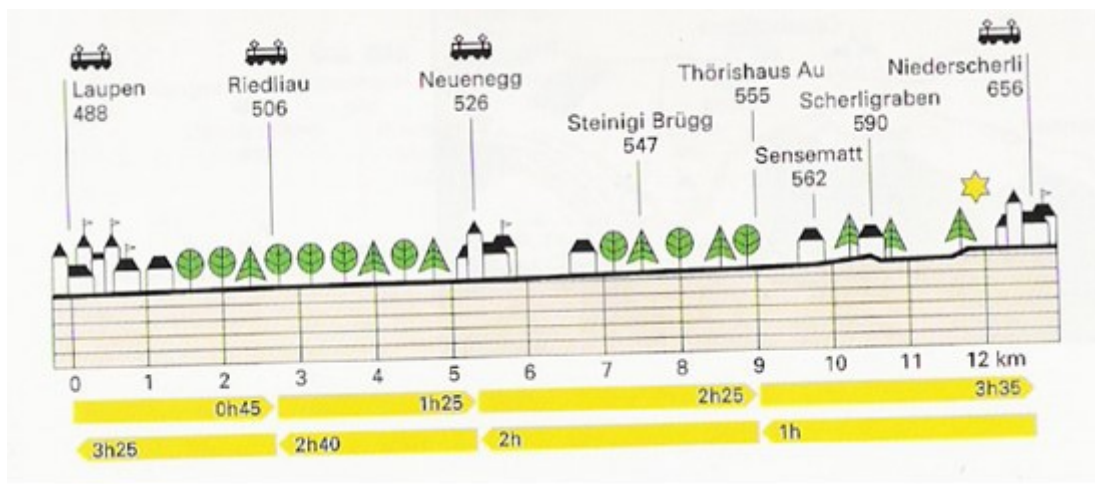 Laupen
488
Riedliau
506
Neuenegg
526
Steinigi Brügg
547
Thörishaus Au
555
Sensematt
562
Scherligraben
590
Niederscherli
656
0 1 2 3 4 5 6 7 8 9 10 11 12 km
0h45 1h25 2h25 3h35
3h25 2h40 2h 1h